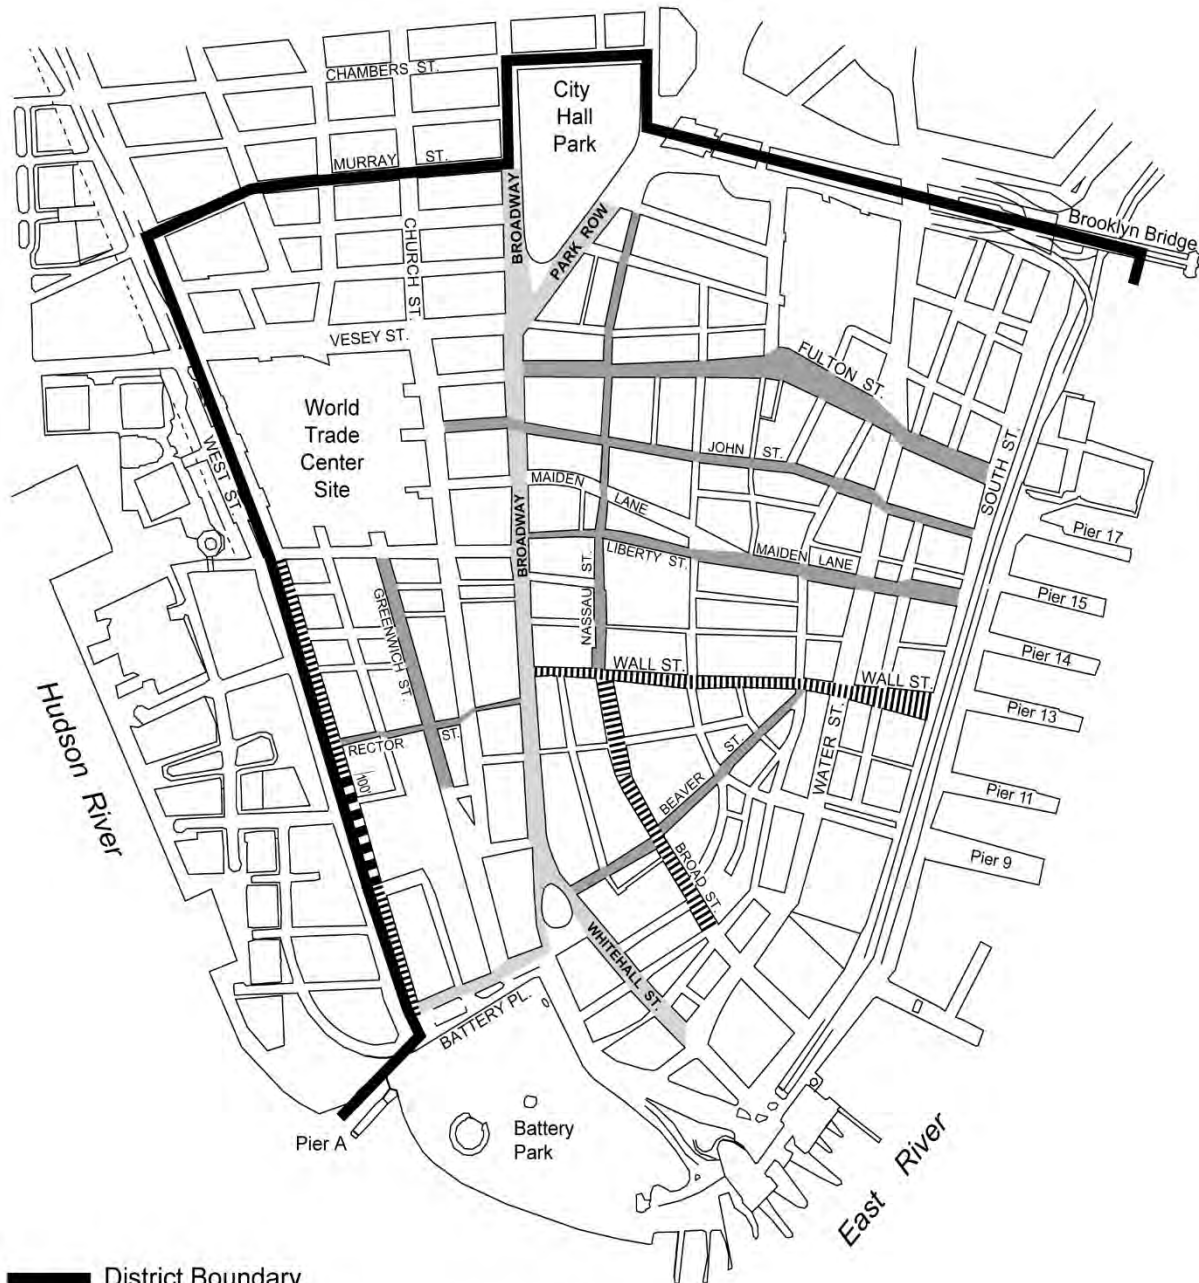 CHAMBERS ST.
City
Hall
Park
MURRAY ST.
BROADWAY
PARK ROW
CHURCH ST.
Brooklyn Bridge
VESEY ST.
FULTON ST.
World
Trade
Center
Site
WEST ST.
JOHN ST.
SOUTH ST.
MAIDEN LANE
BROADWAY
Pier 17
LIBERTY ST.
MAIDEN LANE
NASSAU ST.
GREENWICH ST.
Pier 15
Pier 14
WALL ST.
WALL ST.
Pier 13
Hudson River
RECTOR ST.
WATER ST.
100'
BEAVER ST.
Pier 11
Pier 9
BROAD ST.
WHITEHALL ST.
BATTERY PL.
Pier A
Battery
Park
East River
District Boundary